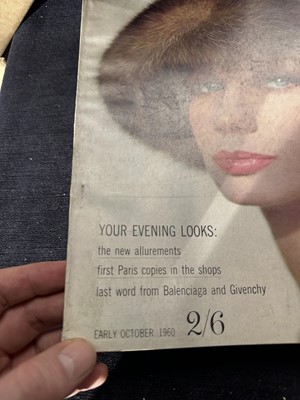 YOUR EVENING LOOKS:
the new allurements
first Paris copies in the shops
last word from Balenciaga and Givenchy
EARLY OCTOBER 1960 2/6